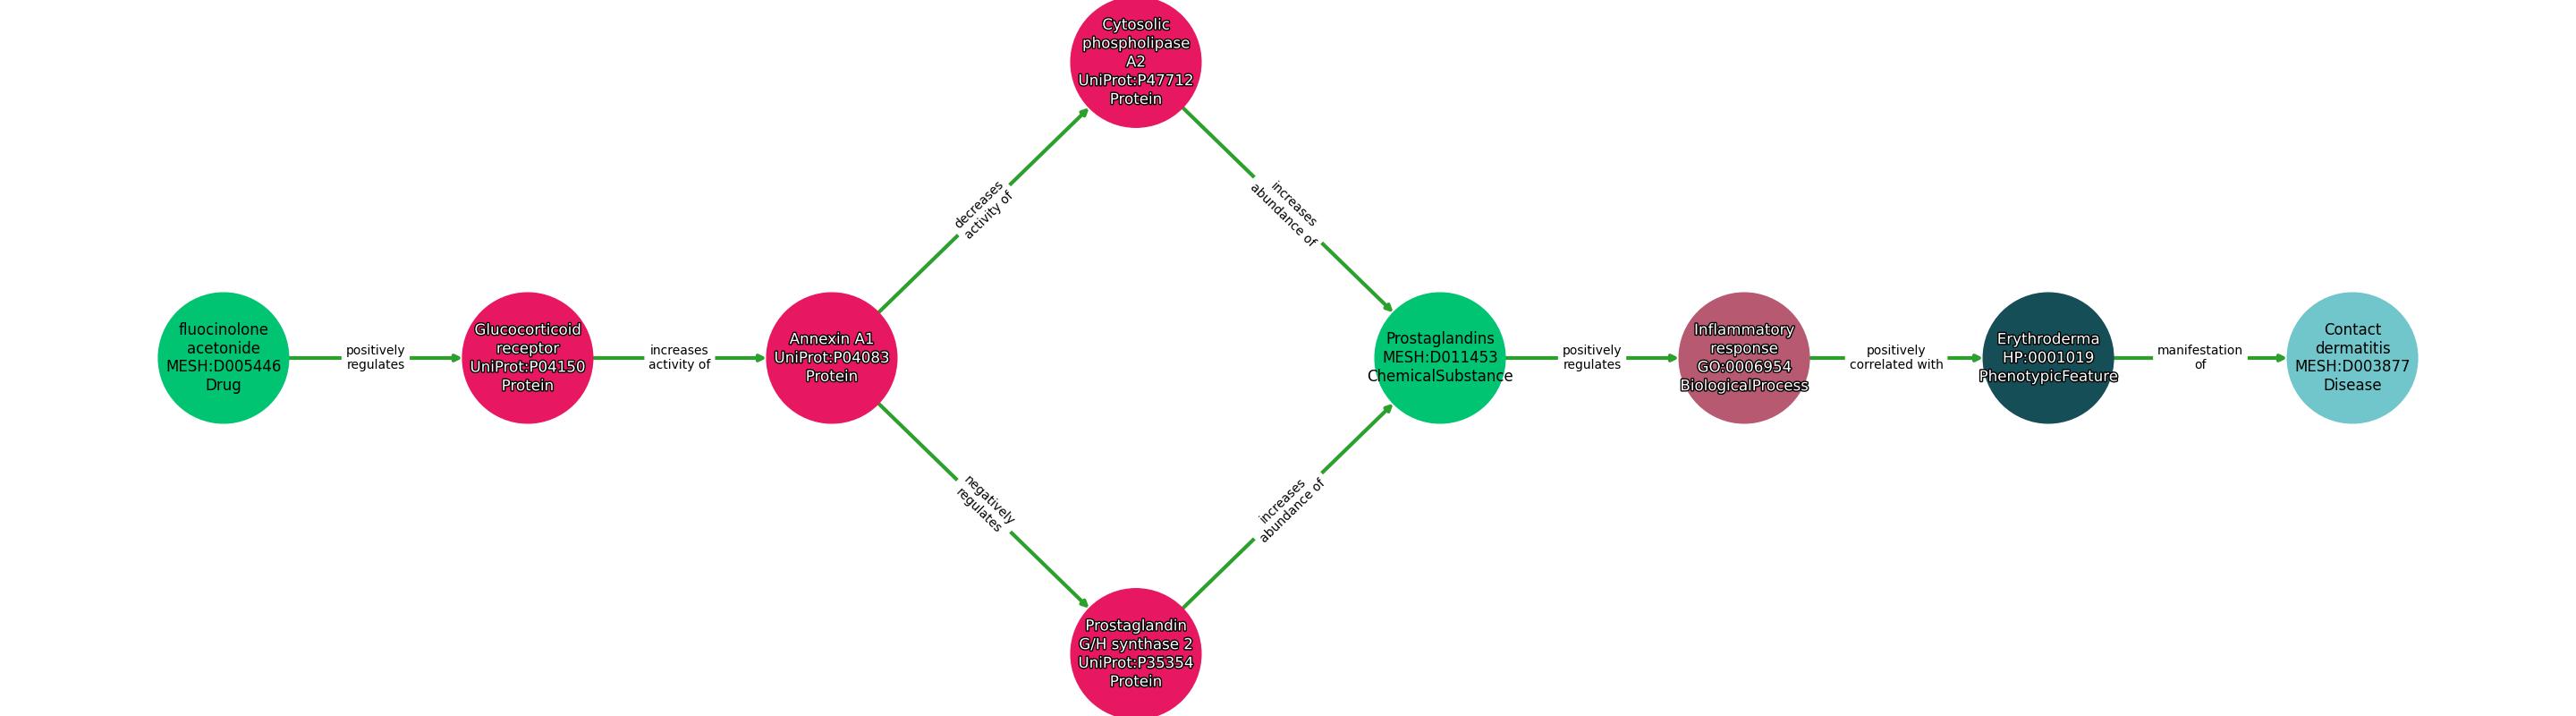 Cytosolic
phospholipase
A2
UniProt:P47712
Protein
decreases
activity of
increases
abundance of
fluocinolone
acetonide
MESH:D005446
Drug
positively
regulates
Glucocorticoid
receptor
UniProt:P04150
Protein
increases
activity of
Annexin A1
UniProt:P04083
Protein
Prostaglandins
MESH:D011453
ChemicalSubstance
positively
regulates
Inflammatory
response
GO:0006954
BiologicalProcess
positively
correlated with
Erythroderma
HP:0001019
PhenotypicFeature
manifestation
of
Contact
dermatitis
MESH:D003877
Disease
negatively
regulates
increases
abundance of
Prostaglandin
G/H synthase 2
UniProt:P35354
Protein